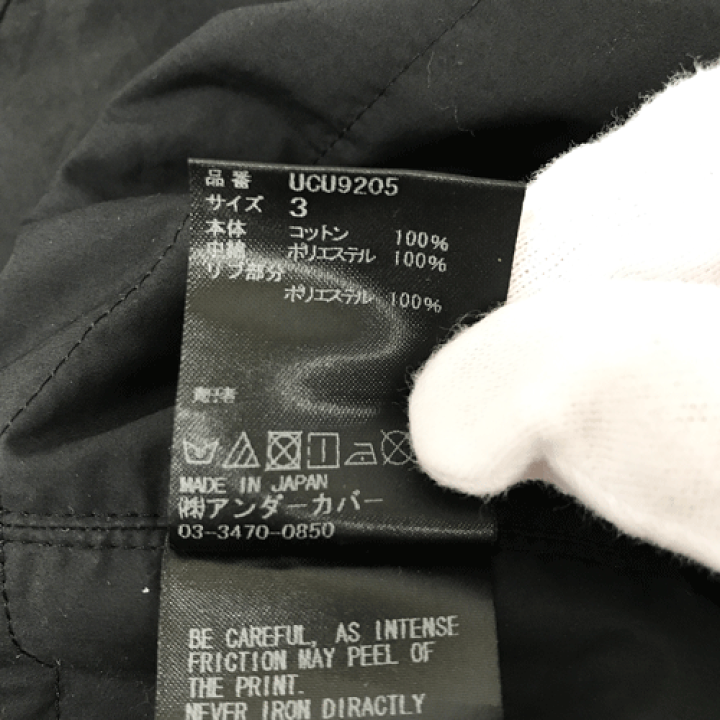 品番 UCU9205
サイズ 3
本体 コットン 100%
中綿 ポリエステル 100%
リブ部分
ポリエステル 100%
MADE IN JAPAN
㈱アンダーカバー
03-3470-0850
BE CAREFUL, AS INTENSE
FRICTION MAY PEEL OF
THE PRINT.
NEVER IRON DIRACTLY